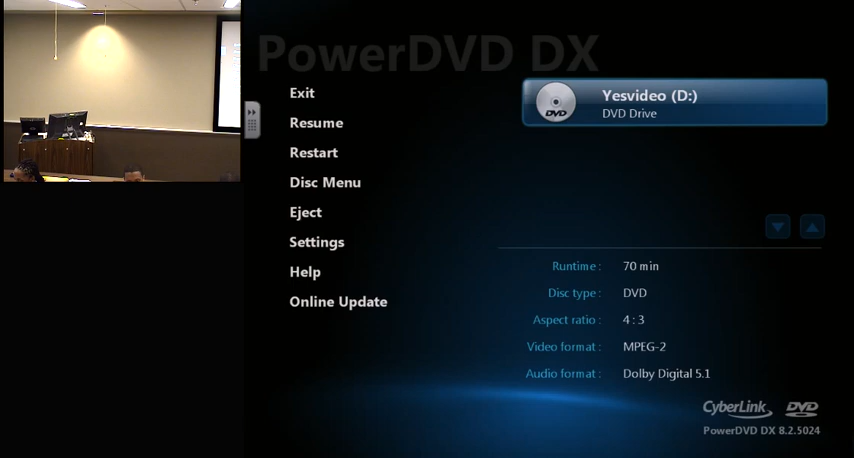 PowerDVD DX
Exit
Resume
Restart
Disc Menu
Eject
Settings
Help
Online Update
Yesvideo (D:)
DVD Drive
DVD
Runtime : 70 min
Disc type : DVD
Aspect ratio : 4 : 3
Video format : MPEG-2
Audio format : Dolby Digital 5.1
CyberLink DVD
PowerDVD DX 8.2.5024